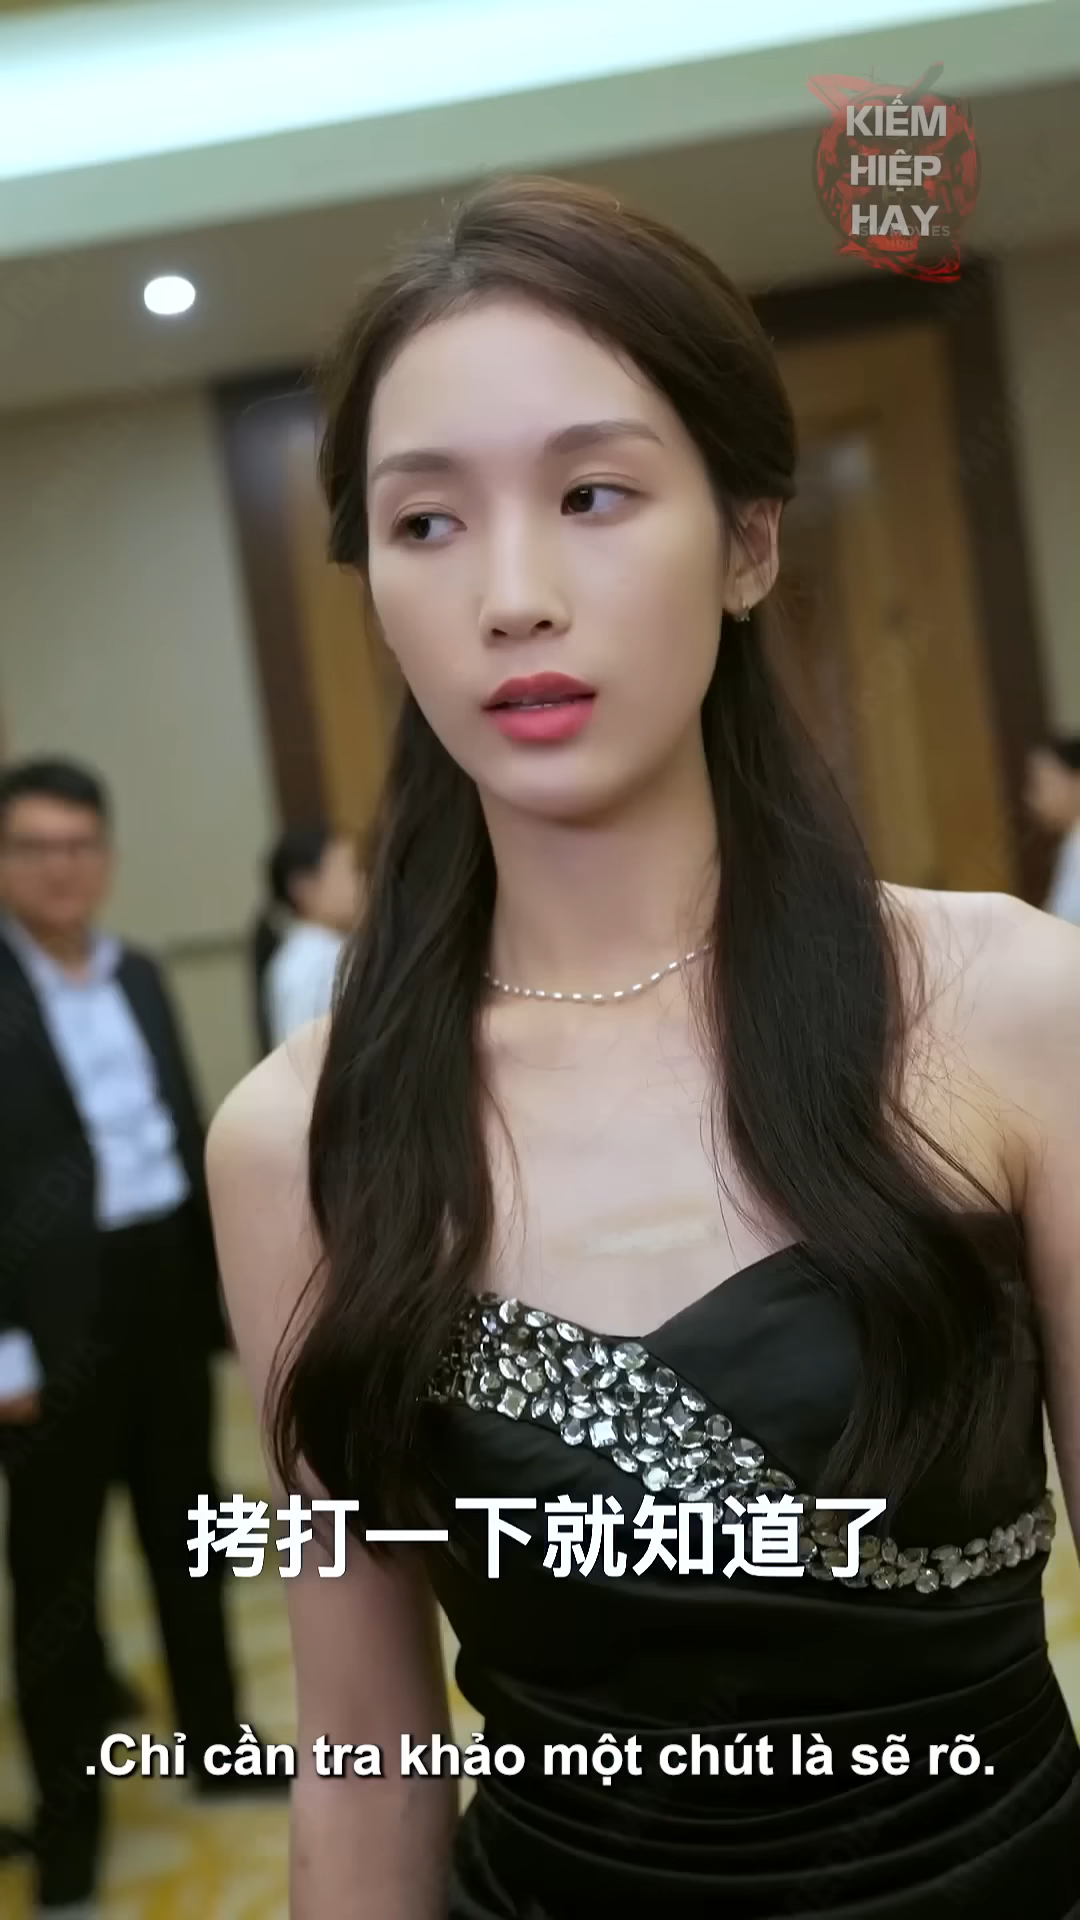 KIẾM
HIỆP
HAY
拷打一下就知道了
.Chỉ cần tra khảo một chút là sẽ rõ.